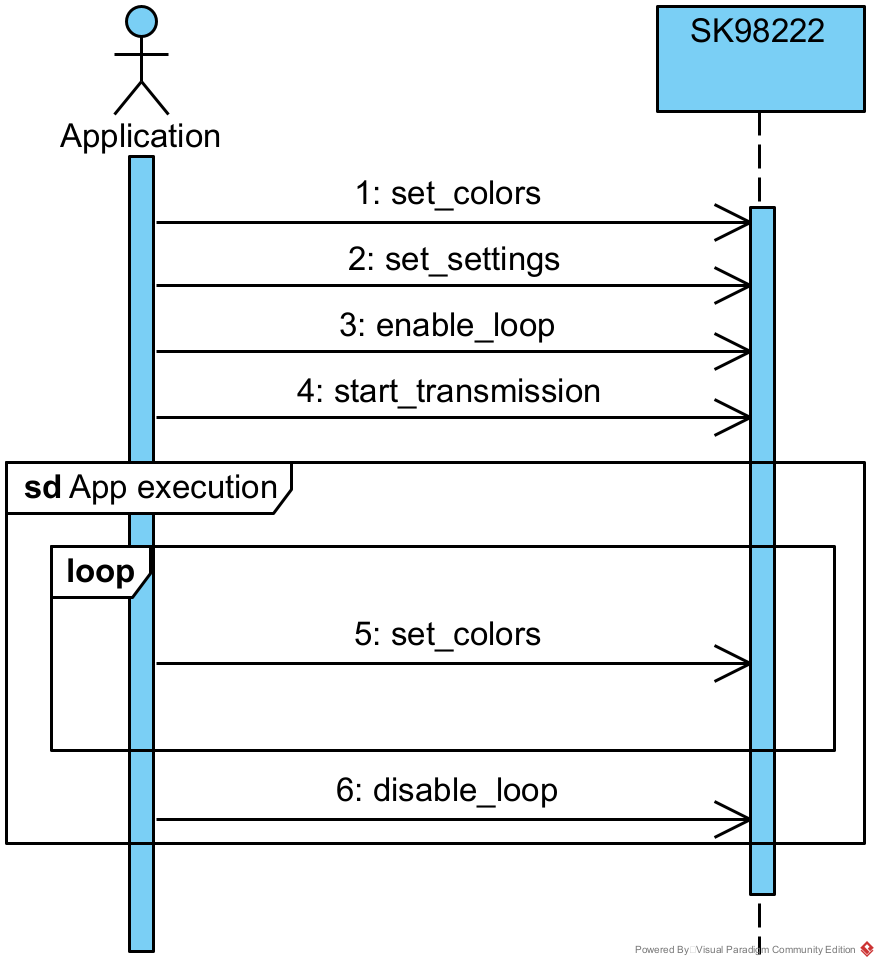 SK98222
Application
1: set_colors
2: set_settings
3: enable_loop
4: start_transmission
sd App execution
loop
5: set_colors
6: disable_loop
Powered By Visual Paradigm Community Edition